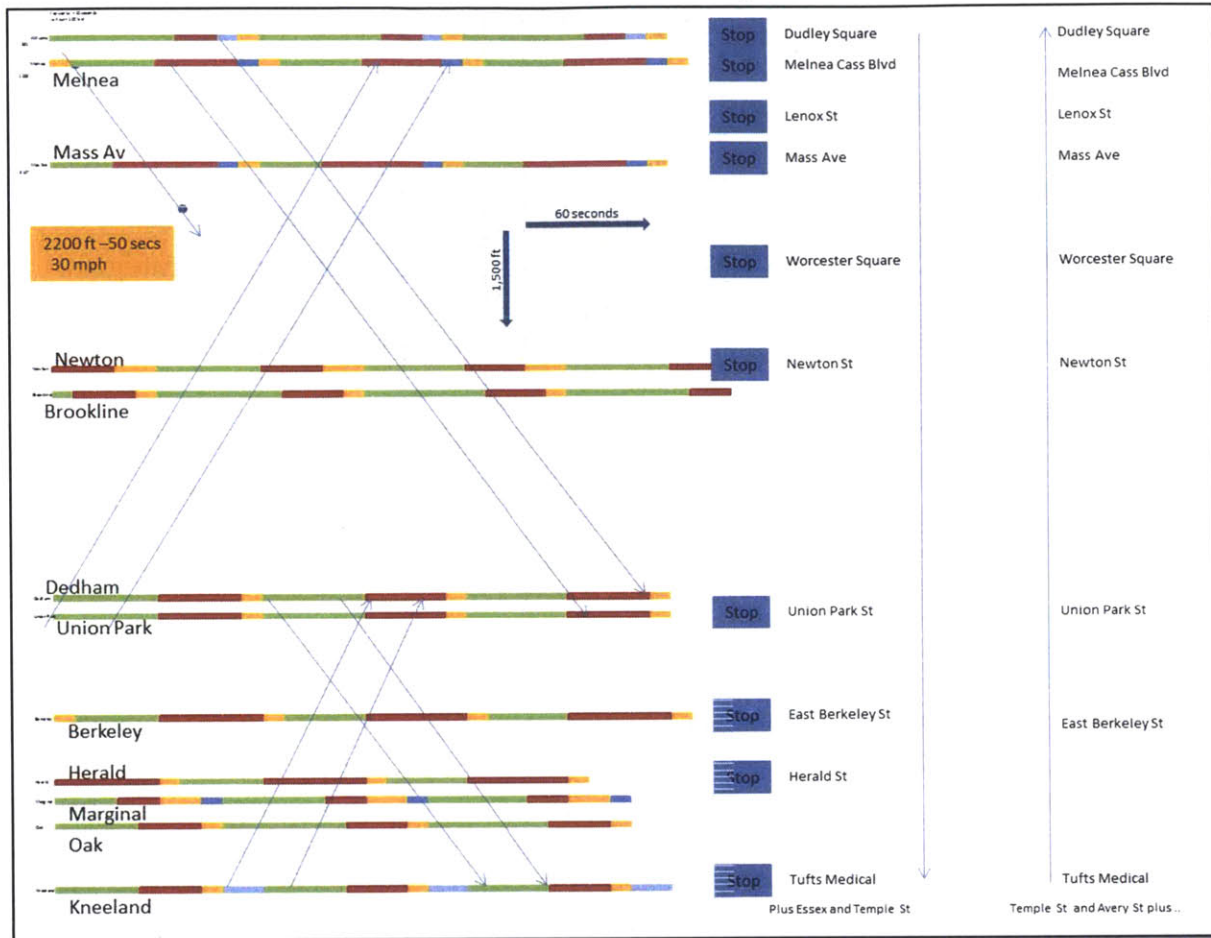 Stop
Dudley Square
Dudley Square
Stop
Melnea Cass Blvd
Melnea Cass Blvd
Melnea
Stop
Lenox St
Lenox St
Mass Av
Stop
Mass Ave
Mass Ave
60 seconds
2200 ft –50 secs
30 mph
1,500 ft
Stop
Worcester Square
Worcester Square
Newton
Stop
Newton St
Newton St
Brookline
Dedham
Stop
Union Park St
Union Park St
Union Park
Stop
East Berkeley St
East Berkeley St
Berkeley
Herald
Stop
Herald St
Marginal
Oak
Stop
Tufts Medical
Tufts Medical
Kneeland
Plus Essex and Temple St
Temple St and Avery St plus ..